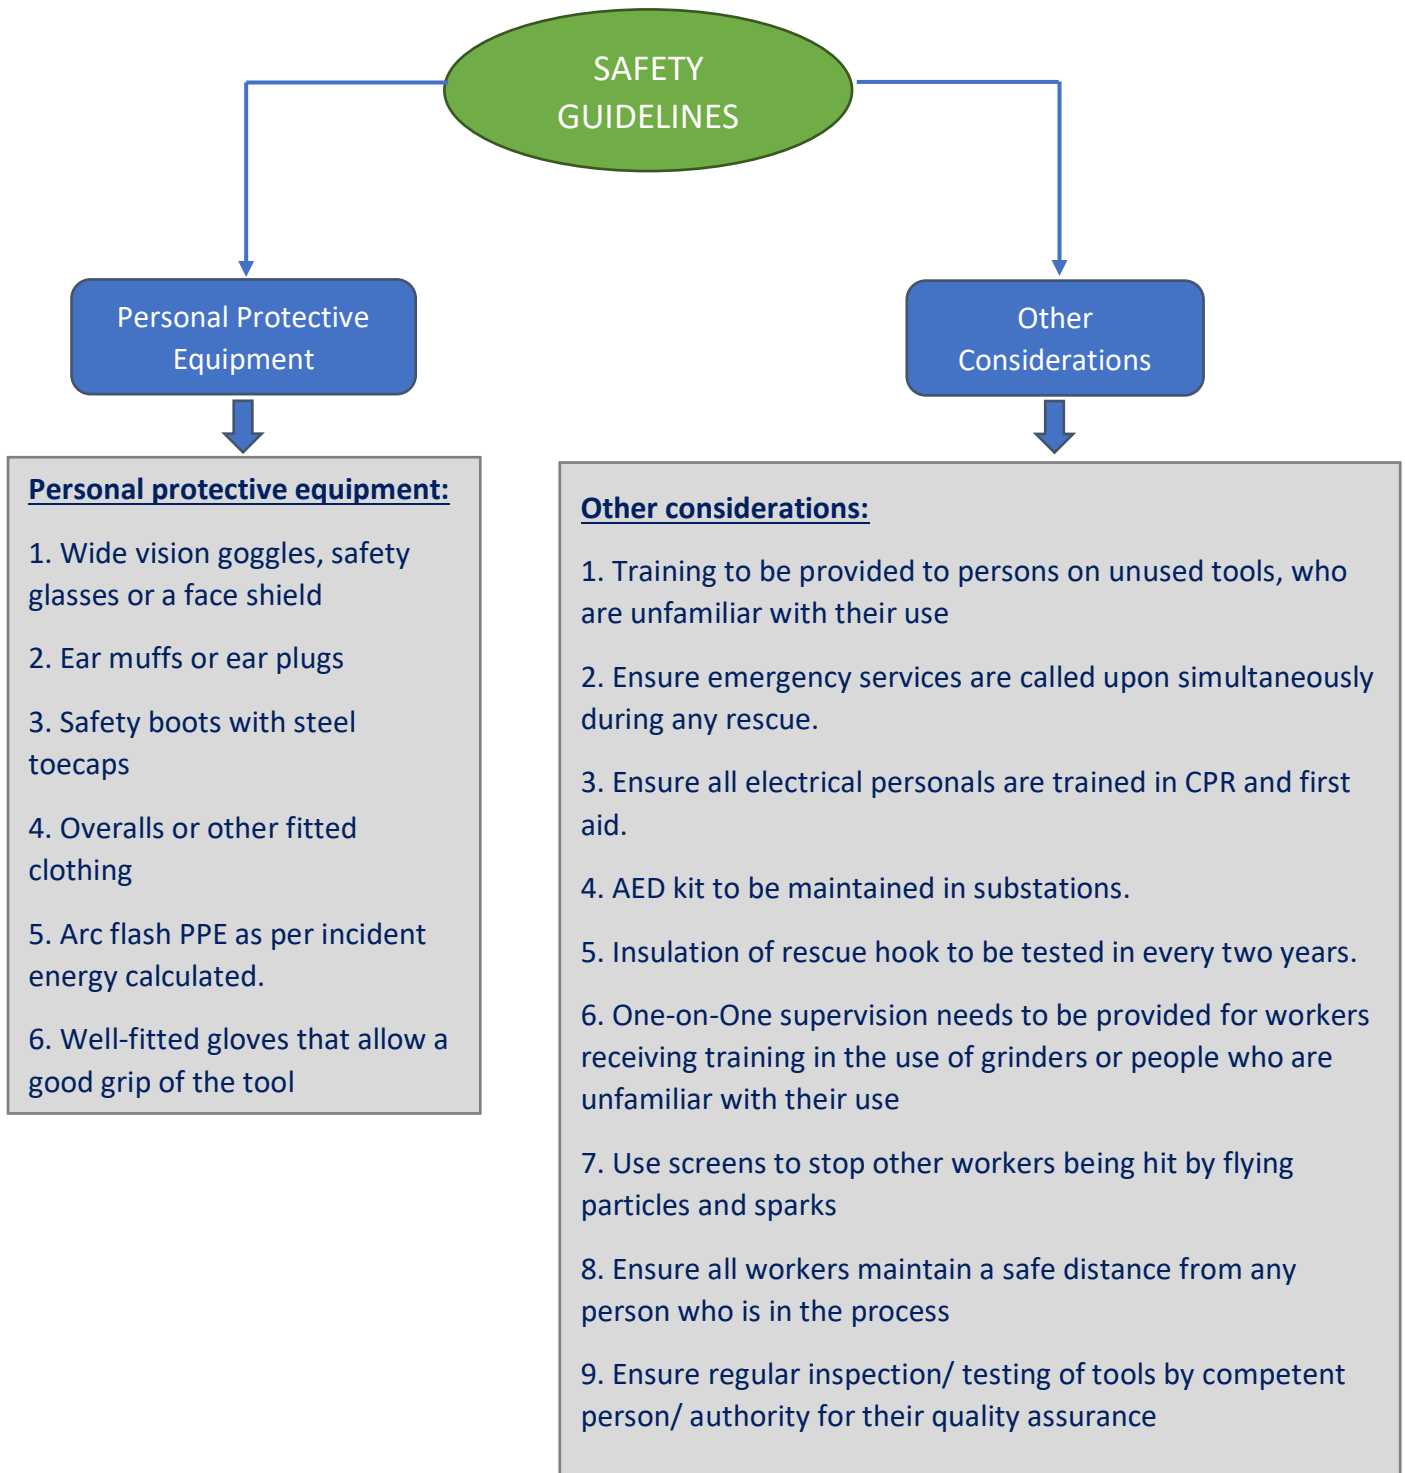 SAFETY
GUIDELINES
Personal Protective
Equipment
Other
Considerations
Personal protective equipment:
1. Wide vision goggles, safety
glasses or a face shield
2. Ear muffs or ear plugs
3. Safety boots with steel
toecaps
4. Overalls or other fitted
clothing
5. Arc flash PPE as per incident
energy calculated.
6. Well-fitted gloves that allow a
good grip of the tool
Other considerations:
1. Training to be provided to persons on unused tools, who
are unfamiliar with their use
2. Ensure emergency services are called upon simultaneously
during any rescue.
3. Ensure all electrical personals are trained in CPR and first
aid.
4. AED kit to be maintained in substations.
5. Insulation of rescue hook to be tested in every two years.
6. One-on-One supervision needs to be provided for workers
receiving training in the use of grinders or people who are
unfamiliar with their use
7. Use screens to stop other workers being hit by flying
particles and sparks
8. Ensure all workers maintain a safe distance from any
person who is in the process
9. Ensure regular inspection/ testing of tools by competent
person/ authority for their quality assurance